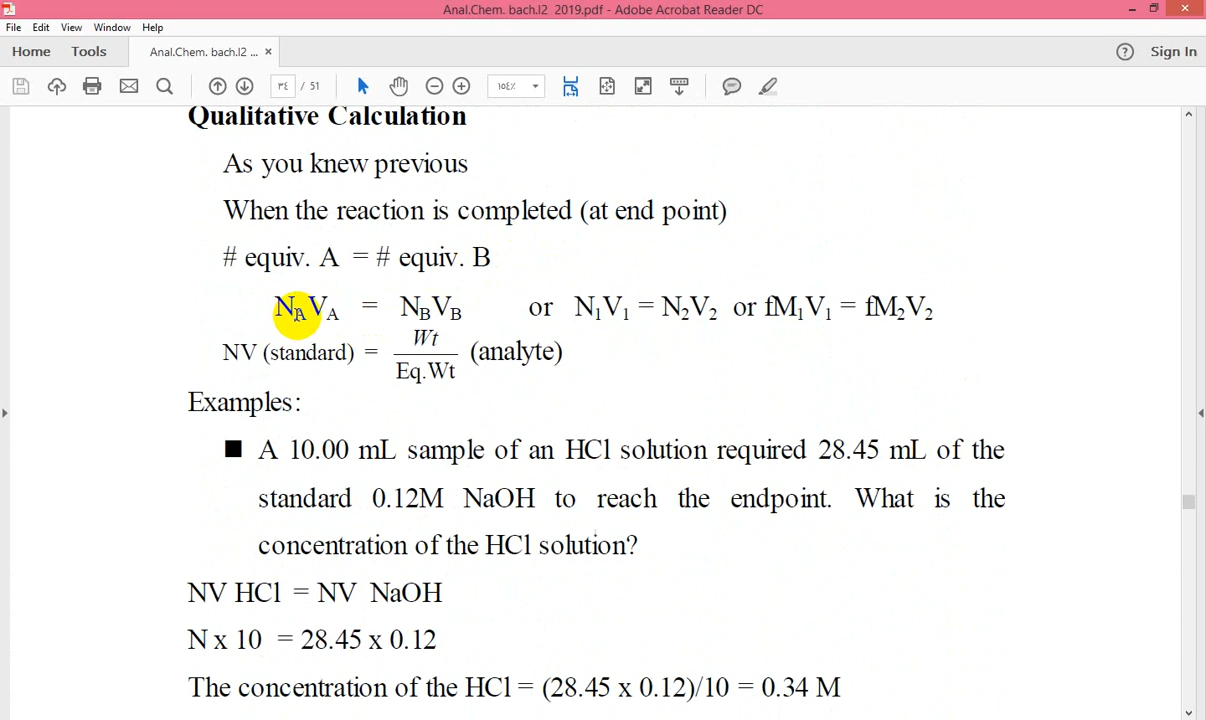 Anal.Chem. bach.l2 2019.pdf - Adobe Acrobat Reader DC
File Edit View Window Help
Home Tools Anal.Chem. bach.l2 ... × Sign In
٣٤ / 51 ١٥٤٪
Qualitative Calculation
As you knew previous
When the reaction is completed (at end point)
# equiv. A = # equiv. B
N_AV_A = N_BV_B or N₁V₁ = N₂V₂ or fM₁V₁ = fM₂V₂
NV (standard) = Wt / Eq.Wt (analyte)
Examples:
■ A 10.00 mL sample of an HCl solution required 28.45 mL of the
standard 0.12M NaOH to reach the endpoint. What is the
concentration of the HCl solution?
NV HCl = NV NaOH
N x 10 = 28.45 x 0.12
The concentration of the HCl = (28.45 x 0.12)/10 = 0.34 M